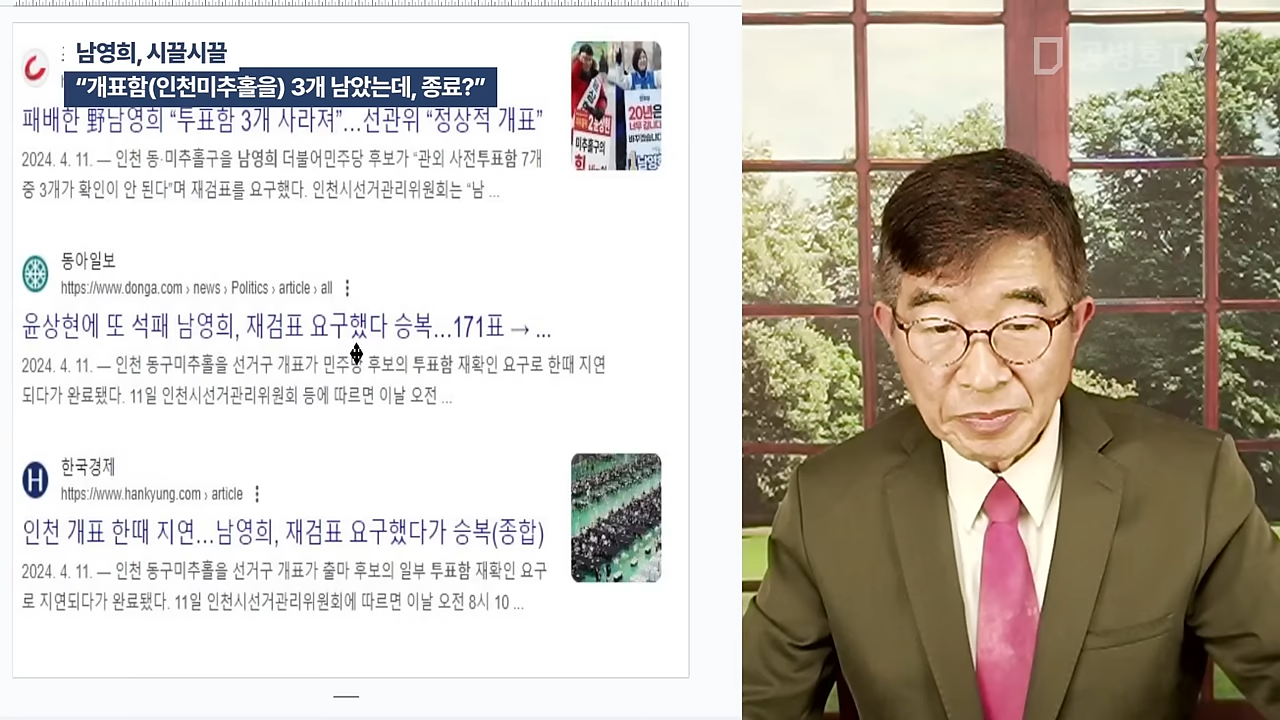 남영희, 시끌시끌
“개표함(인천미추홀을) 3개 남았는데, 종료?”
패배한 野남영희 “투표함 3개 사라져”...선관위 “정상적 개표”
2024. 4. 11. — 인천 동·미추홀구을 남영희 더불어민주당 후보가 “관외 사전투표함 7개
중 3개가 확인이 안 된다”며 재검표를 요구했다. 인천시선거관리위원회는 “남 ...
동아일보
https://www.donga.com › news › Politics › article › all
윤상현에 또 석패 남영희, 재검표 요구했다 승복...171표 → ...
2024. 4. 11. — 인천 동구미추홀을 선거구 개표가 민주당 후보의 투표함 재확인 요구로 한때 지연
되다가 완료됐다. 11일 인천시선거관리위원회 등에 따르면 이날 오전 ...
한국경제
https://www.hankyung.com › article
인천 개표 한때 지연...남영희, 재검표 요구했다가 승복(종합)
2024. 4. 11. — 인천 동구미추홀을 선거구 개표가 출마 후보의 일부 투표함 재확인 요구
로 지연되다가 완료됐다. 11일 인천시선거관리위원회에 따르면 이날 오전 8시 10 ...
공병호TV
20년은
너무 깁니다